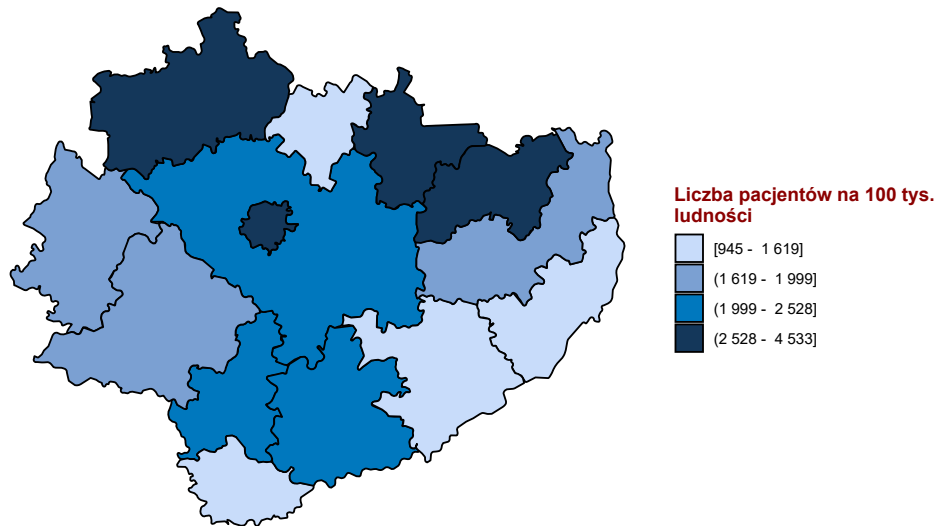 Liczba pacjentów na 100 tys.
ludności
[945 - 1 619]
(1 619 - 1 999]
(1 999 - 2 528]
(2 528 - 4 533]